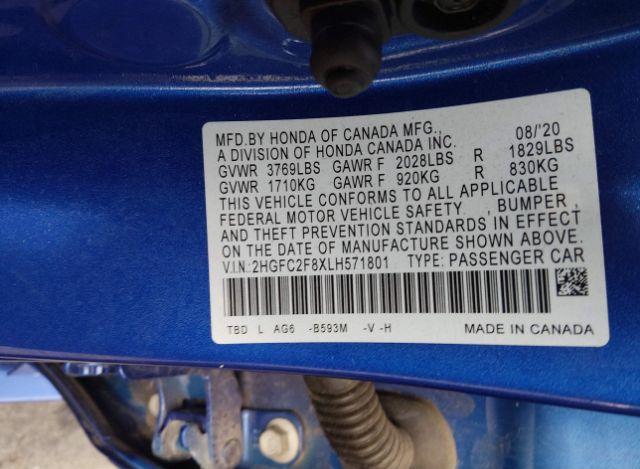 MFD.BY HONDA OF CANADA MFG., 08/'20
A DIVISION OF HONDA CANADA INC.
GVWR 3769LBS GAWR F 2028LBS R 1829LBS
GVWR 1710KG GAWR F 920KG R 830KG
THIS VEHICLE CONFORMS TO ALL APPLICABLE
FEDERAL MOTOR VEHICLE SAFETY , BUMPER ,
AND THEFT PREVENTION STANDARDS IN EFFECT
ON THE DATE OF MANUFACTURE SHOWN ABOVE.
V.I.N.:2HGFC2F8XLH571801 TYPE: PASSENGER CAR
TBD L AG6 -B593M -V -H MADE IN CANADA